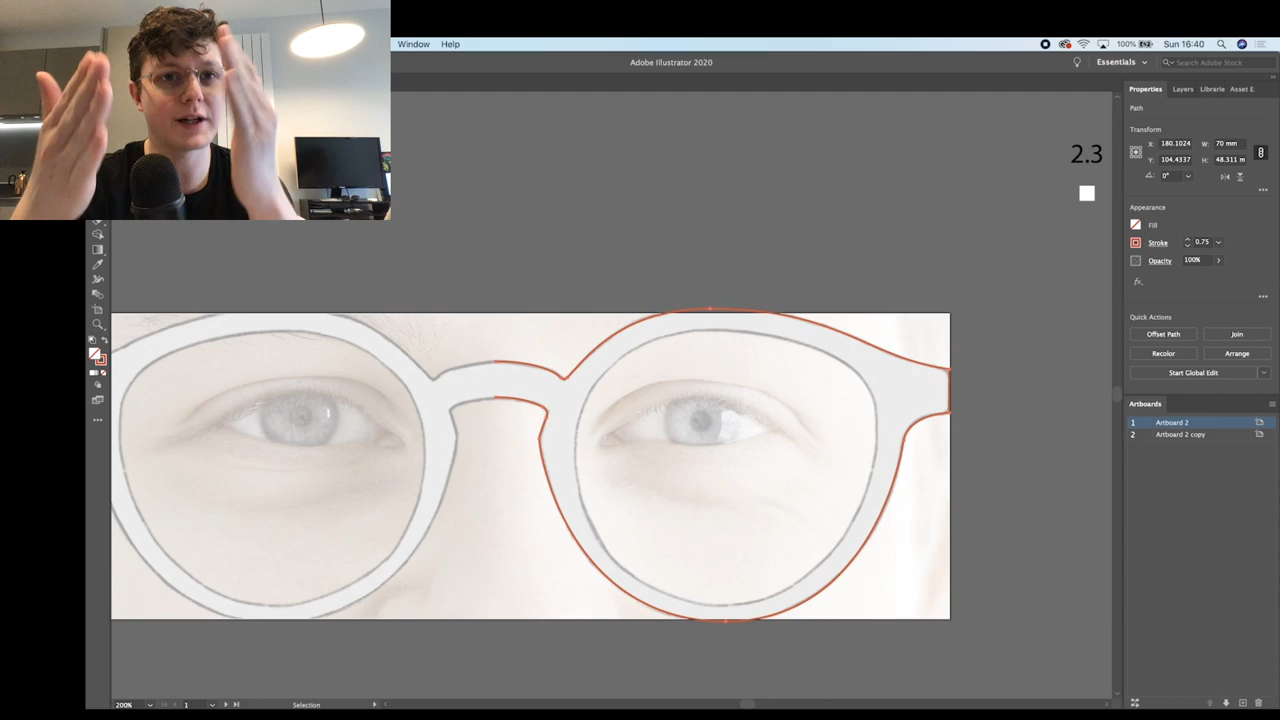 Window Help
100% Sun 16:40
Adobe Illustrator 2020
Essentials
Search Adobe Stock
Properties Layers Librarie Asset E
Path
Transform
X: 180.1024 W: 70 mm
Y: 104.4337 H: 48.311 m
0°
2.3
Appearance
Fill
Stroke 0.75
Opacity 100%
fx.
Quick Actions
Offset Path Join
Recolor Arrange
Start Global Edit
Artboards
1 Artboard 2
2 Artboard 2 copy
200% 1 Selection